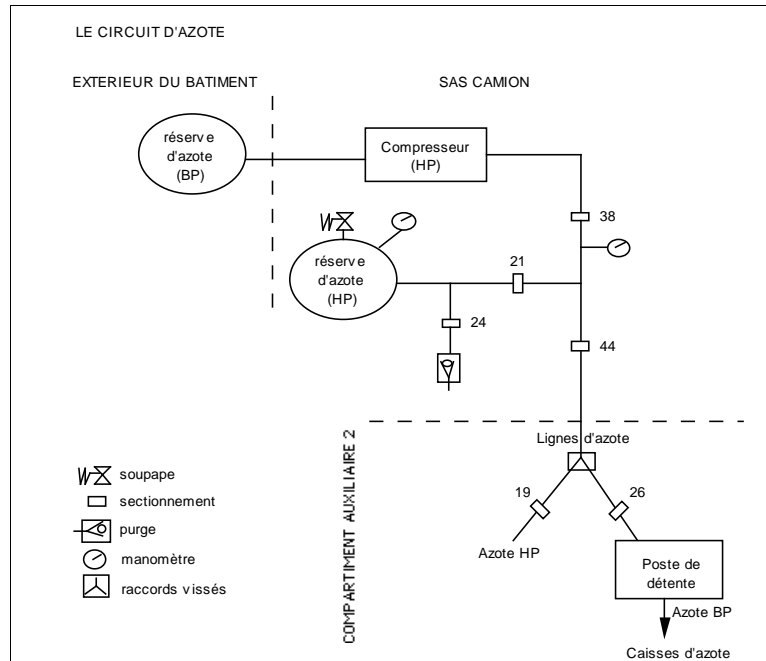 LE CIRCUIT D'AZOTE
EXTERIEUR DU BATIMENT
SAS CAMION
réserve
d'azote
(BP)
Compresseur
(HP)
38
réserve
d'azote
(HP)
21
24
44
COMPARTIMENT AUXILIAIRE 2
Lignes d'azote
19
26
Azote HP
Poste de
détente
Azote BP
Caisses d'azote
soupape
sectionnement
purge
manomètre
raccords vissés